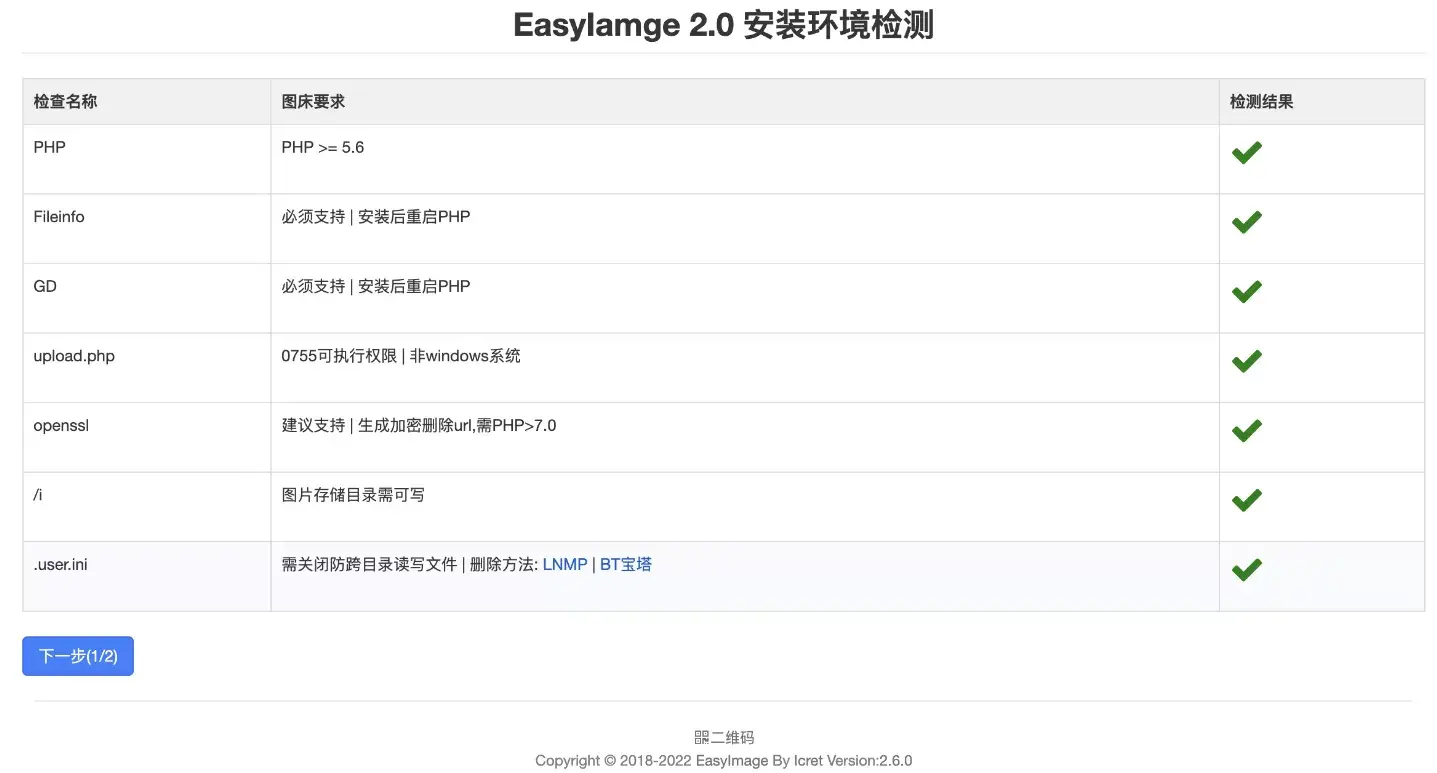 EasyIamge 2.0 安装环境检测
检查名称 图床要求 检测结果
PHP PHP >= 5.6
Fileinfo 必须支持 | 安装后重启PHP
GD 必须支持 | 安装后重启PHP
upload.php 0755可执行权限 | 非windows系统
openssl 建议支持 | 生成加密删除url,需PHP>7.0
/i 图片存储目录需可写
.user.ini 需关闭防跨目录读写文件 | 删除方法: LNMP | BT宝塔
下一步(1/2)
二维码
Copyright © 2018-2022 EasyImage By Icret Version:2.6.0